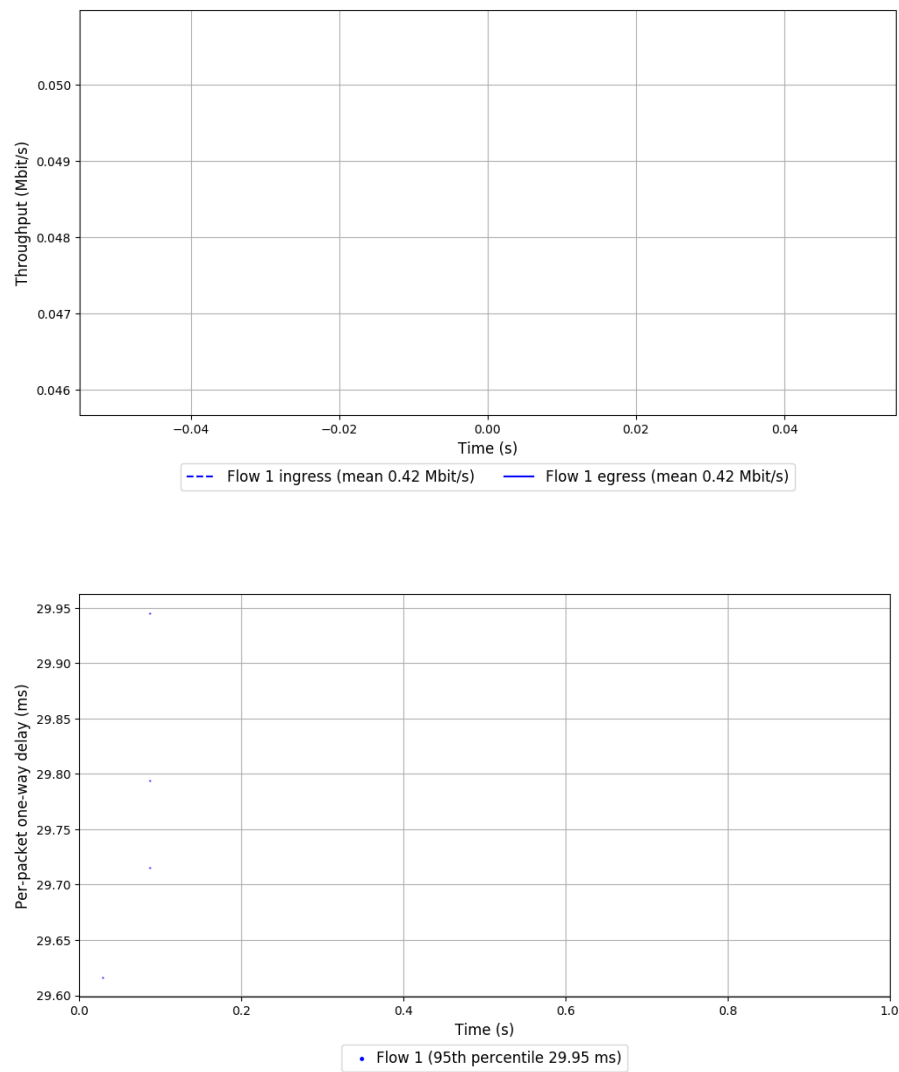 0.050
0.049
0.048
0.047
0.046
Throughput (Mbit/s)
−0.04 −0.02 0.00 0.02 0.04
Time (s)
Flow 1 ingress (mean 0.42 Mbit/s) Flow 1 egress (mean 0.42 Mbit/s)
29.95
29.90
29.85
29.80
29.75
29.70
29.65
29.60
Per-packet one-way delay (ms)
0.0 0.2 0.4 0.6 0.8 1.0
Time (s)
Flow 1 (95th percentile 29.95 ms)